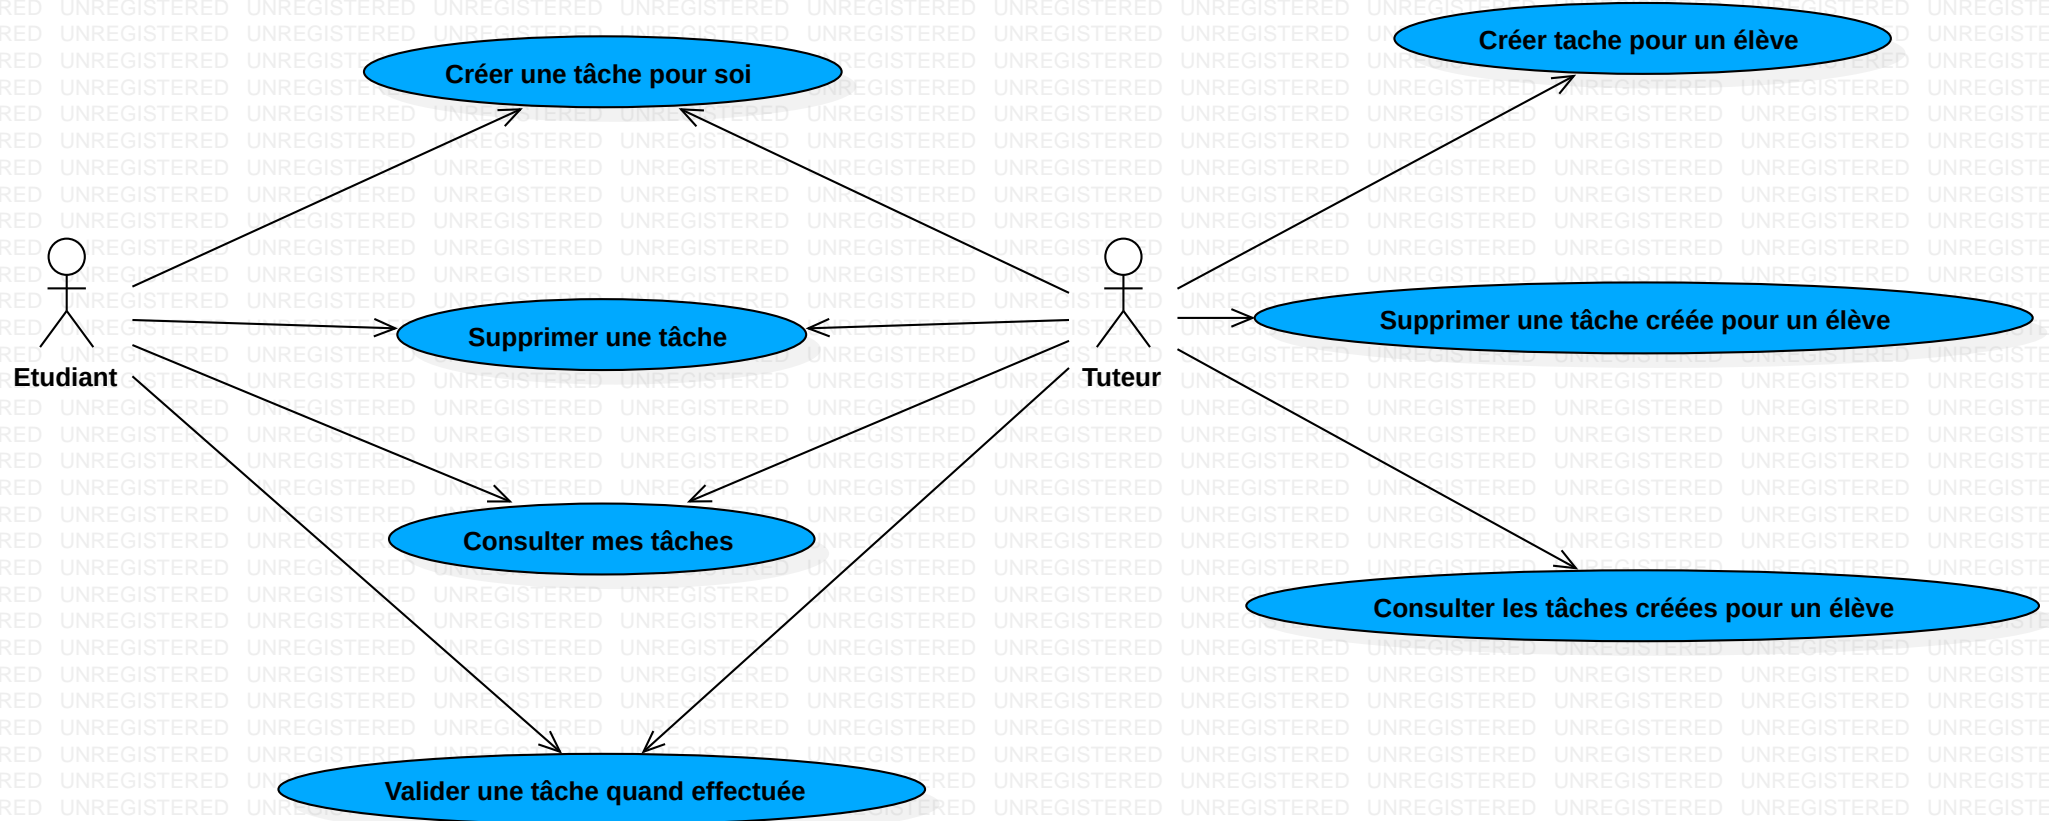 Créer une tâche pour soi
Créer tache pour un élève
Etudiant
Supprimer une tâche
Tuteur
Supprimer une tâche créée pour un élève
Consulter mes tâches
Consulter les tâches créées pour un élève
Valider une tâche quand effectuée
UNREGISTERED